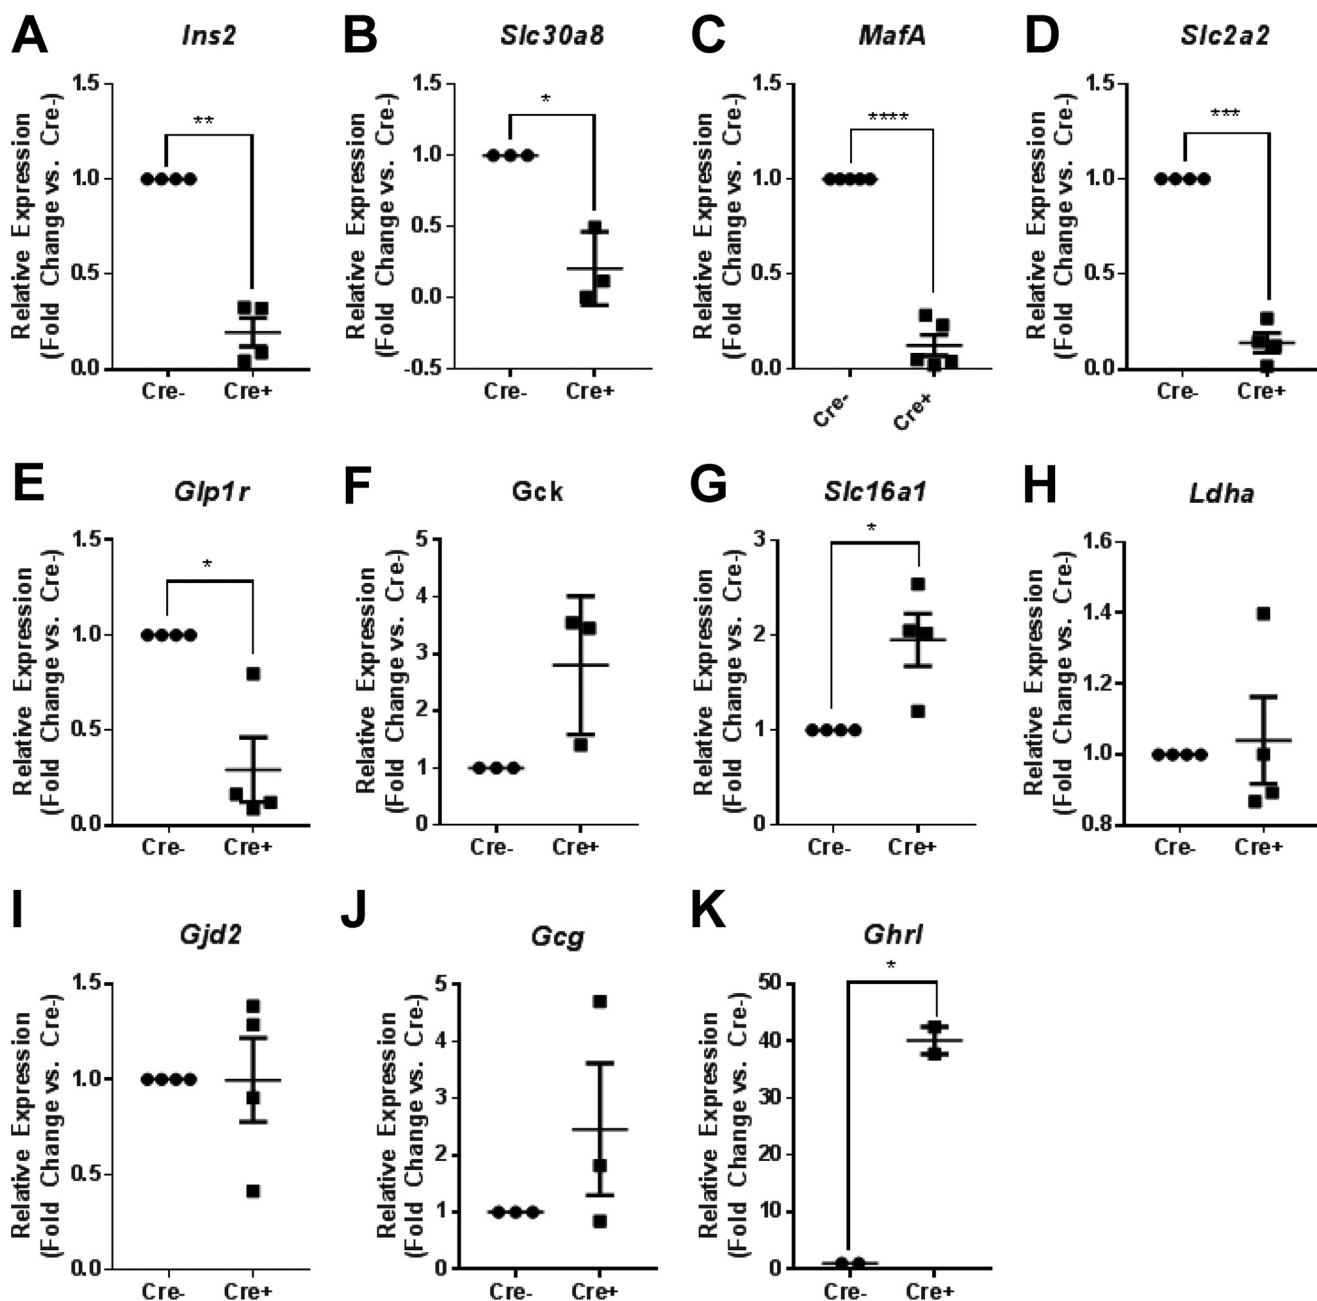 A
Ins2
Relative Expression
(Fold Change vs. Cre-)
1.5
1.0
0.5
0.0
**
Cre-
Cre+
B
Slc30a8
Relative Expression
(Fold Change vs. Cre-)
1.5
1.0
0.5
0.0
-0.5
*
Cre-
Cre+
C
MafA
Relative Expression
(Fold Change vs. Cre-)
1.5
1.0
0.5
0.0
****
Cre-
Cre+
D
Slc2a2
Relative Expression
(Fold Change vs. Cre-)
1.5
1.0
0.5
0.0
***
Cre-
Cre+
E
Glp1r
Relative Expression
(Fold Change vs. Cre-)
1.5
1.0
0.5
0.0
*
Cre-
Cre+
F
Gck
Relative Expression
(Fold Change vs. Cre-)
5
4
3
2
1
0
Cre-
Cre+
G
Slc16a1
Relative Expression
(Fold Change vs. Cre-)
3
2
1
0
*
Cre-
Cre+
H
Ldha
Relative Expression
(Fold Change vs. Cre-)
1.6
1.4
1.2
1.0
0.8
Cre-
Cre+
I
Gjd2
Relative Expression
(Fold Change vs. Cre-)
1.5
1.0
0.5
0.0
Cre-
Cre+
J
Gcg
Relative Expression
(Fold Change vs. Cre-)
5
4
3
2
1
0
Cre-
Cre+
K
Ghrl
Relative Expression
(Fold Change vs. Cre-)
50
40
30
20
10
0
*
Cre-
Cre+